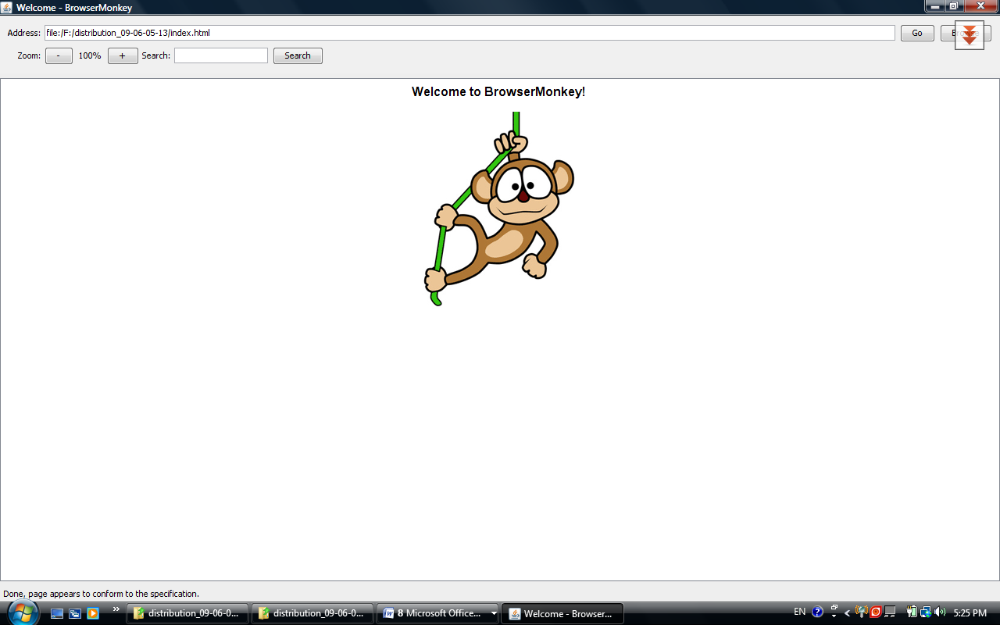 Welcome - BrowserMonkey
Address: file:/F:/distribution_09-06-05-13/index.html Go
Zoom: - 100% + Search: Search
Welcome to BrowserMonkey!
Done, page appears to conform to the specification.
» distribution_09-06-0... distribution_09-06-0... 8 Microsoft Office... Welcome - Browser... EN ? < 5:25 PM